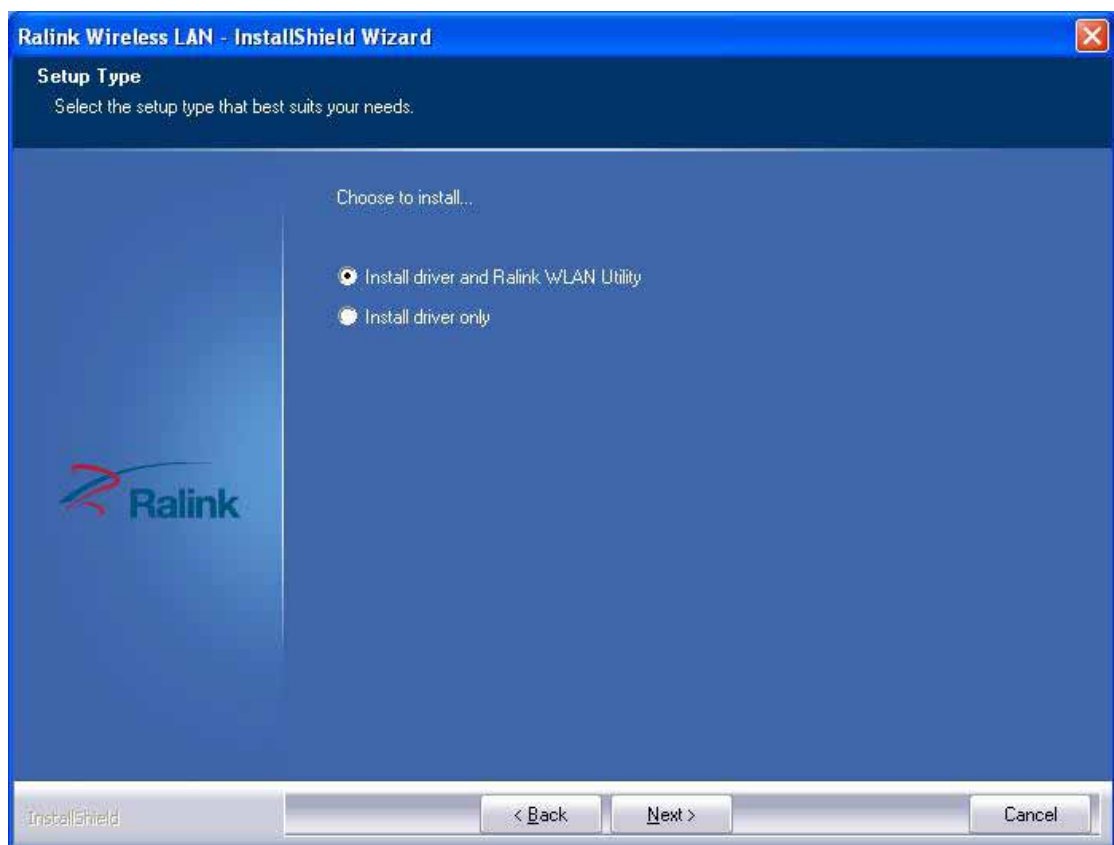 Ralink Wireless LAN - InstallShield Wizard
Setup Type
Select the setup type that best suits your needs.
Choose to install...
Install driver and Ralink WLAN Utility
Install driver only
Ralink
InstallShield
< Back
Next >
Cancel